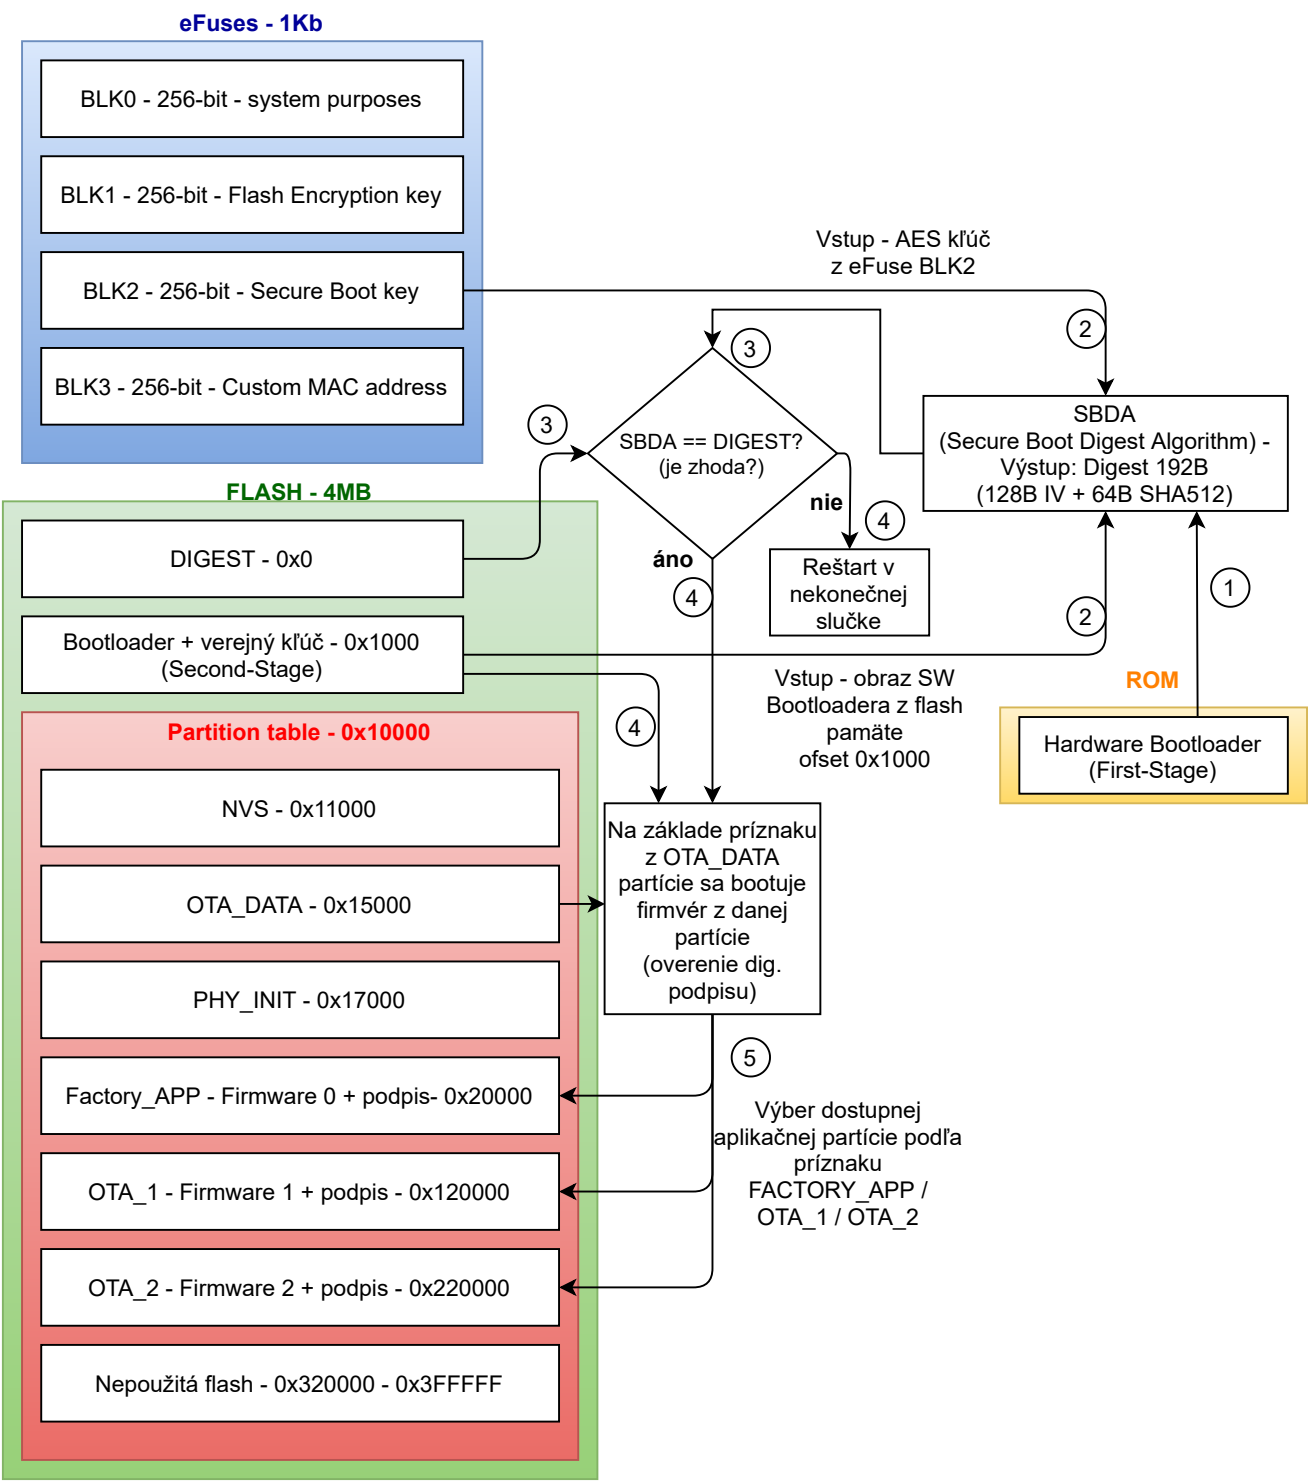 eFuses - 1Kb
BLK0 - 256-bit - system purposes
BLK1 - 256-bit - Flash Encryption key
BLK2 - 256-bit - Secure Boot key
BLK3 - 256-bit - Custom MAC address
Vstup - AES kľúč
z eFuse BLK2
2
3
3
SBDA == DIGEST?
(je zhoda?)
SBDA
(Secure Boot Digest Algorithm) -
Výstup: Digest 192B
(128B IV + 64B SHA512)
nie
4
áno
4
Reštart v
nekonečnej
slučke
1
2
FLASH - 4MB
DIGEST - 0x0
Bootloader + verejný kľúč - 0x1000
(Second-Stage)
4
Vstup - obraz SW
Bootloadera z flash
pamäte
ofset 0x1000
ROM
Hardware Bootloader
(First-Stage)
Partition table - 0x10000
NVS - 0x11000
OTA_DATA - 0x15000
PHY_INIT - 0x17000
Factory_APP - Firmware 0 + podpis- 0x20000
OTA_1 - Firmware 1 + podpis - 0x120000
OTA_2 - Firmware 2 + podpis - 0x220000
Nepoužitá flash - 0x320000 - 0x3FFFFF
Na základe príznaku
z OTA_DATA
partície sa bootuje
firmvér z danej
partície
(overenie dig.
podpisu)
5
Výber dostupnej
aplikačnej partície podľa
príznaku
FACTORY_APP /
OTA_1 / OTA_2